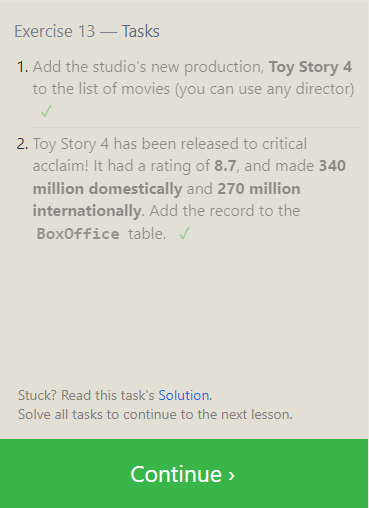 Exercise 13 — Tasks
1. Add the studio's new production, Toy Story 4
to the list of movies (you can use any director)
✓
2. Toy Story 4 has been released to critical
acclaim! It had a rating of 8.7, and made 340
million domestically and 270 million
internationally. Add the record to the
BoxOffice table. ✓
Stuck? Read this task's Solution.
Solve all tasks to continue to the next lesson.
Continue ›